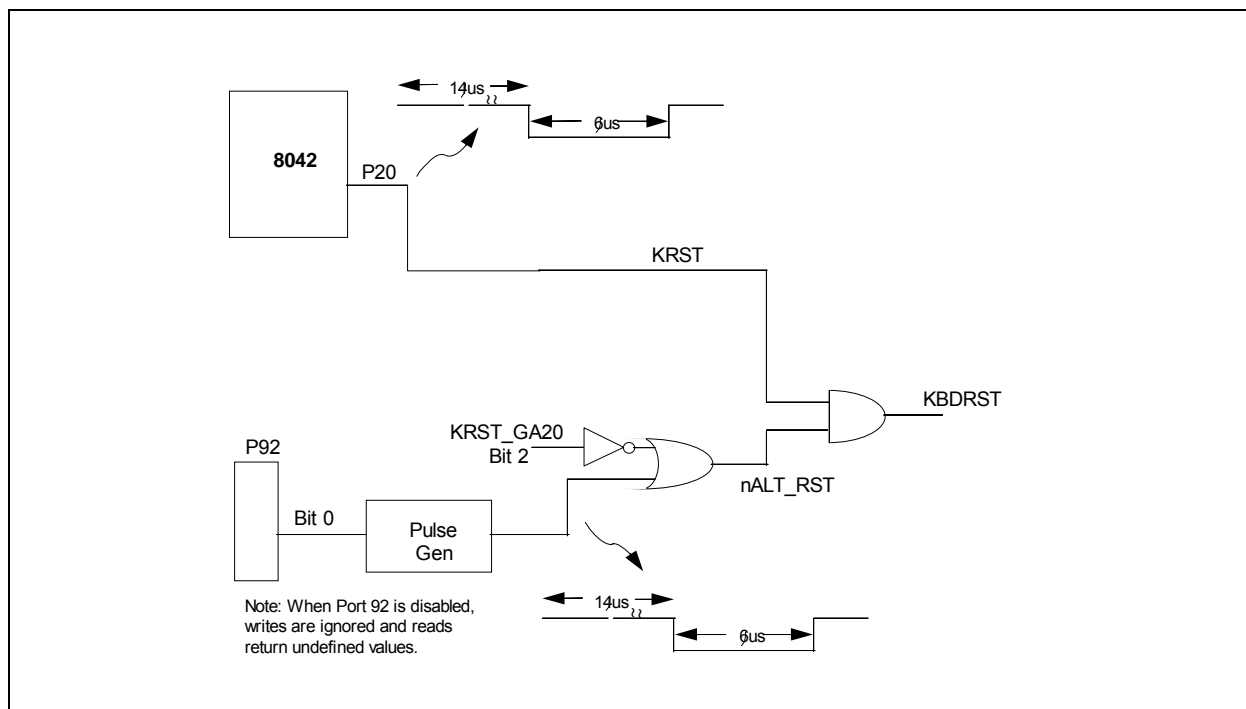 14us
6us
8042
P20
KRST
KBDRST
KRST_GA20
Bit 2
nALT_RST
P92
Bit 0
Pulse
Gen
14us
6us
Note: When Port 92 is disabled,
writes are ignored and reads
return undefined values.